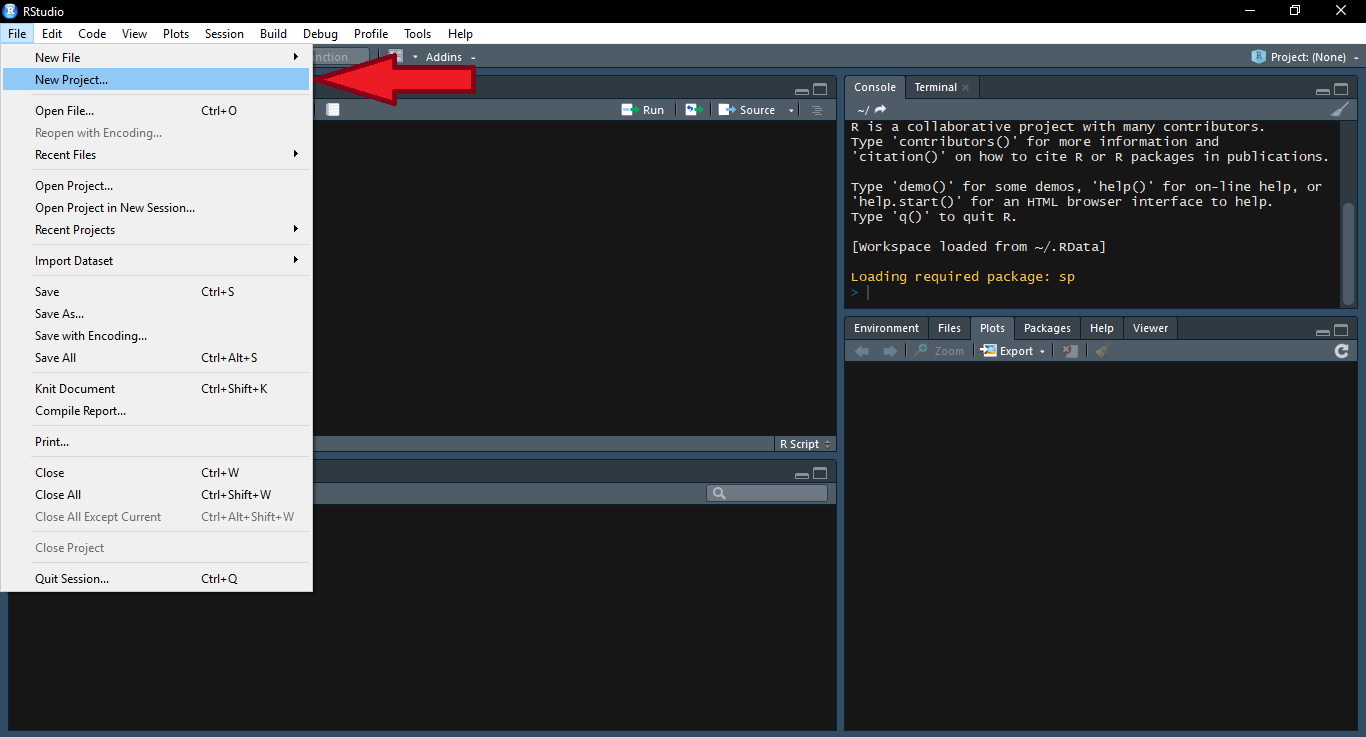 RStudio
File Edit Code View Plots Session Build Debug Profile Tools Help
nction Addins Project: (None)
New File
New Project...
Open File... Ctrl+O
Reopen with Encoding...
Recent Files
Open Project...
Open Project in New Session...
Recent Projects
Import Dataset
Save Ctrl+S
Save As...
Save with Encoding...
Save All Ctrl+Alt+S
Knit Document Ctrl+Shift+K
Compile Report...
Print...
Close Ctrl+W
Close All Ctrl+Shift+W
Close All Except Current Ctrl+Alt+Shift+W
Close Project
Quit Session... Ctrl+Q
Run Source
R Script
Console Terminal
~/
R is a collaborative project with many contributors.
Type 'contributors()' for more information and
'citation()' on how to cite R or R packages in publications.
Type 'demo()' for some demos, 'help()' for on-line help, or
'help.start()' for an HTML browser interface to help.
Type 'q()' to quit R.
[Workspace loaded from ~/.RData]
Loading required package: sp
>
Environment Files Plots Packages Help Viewer
Zoom Export